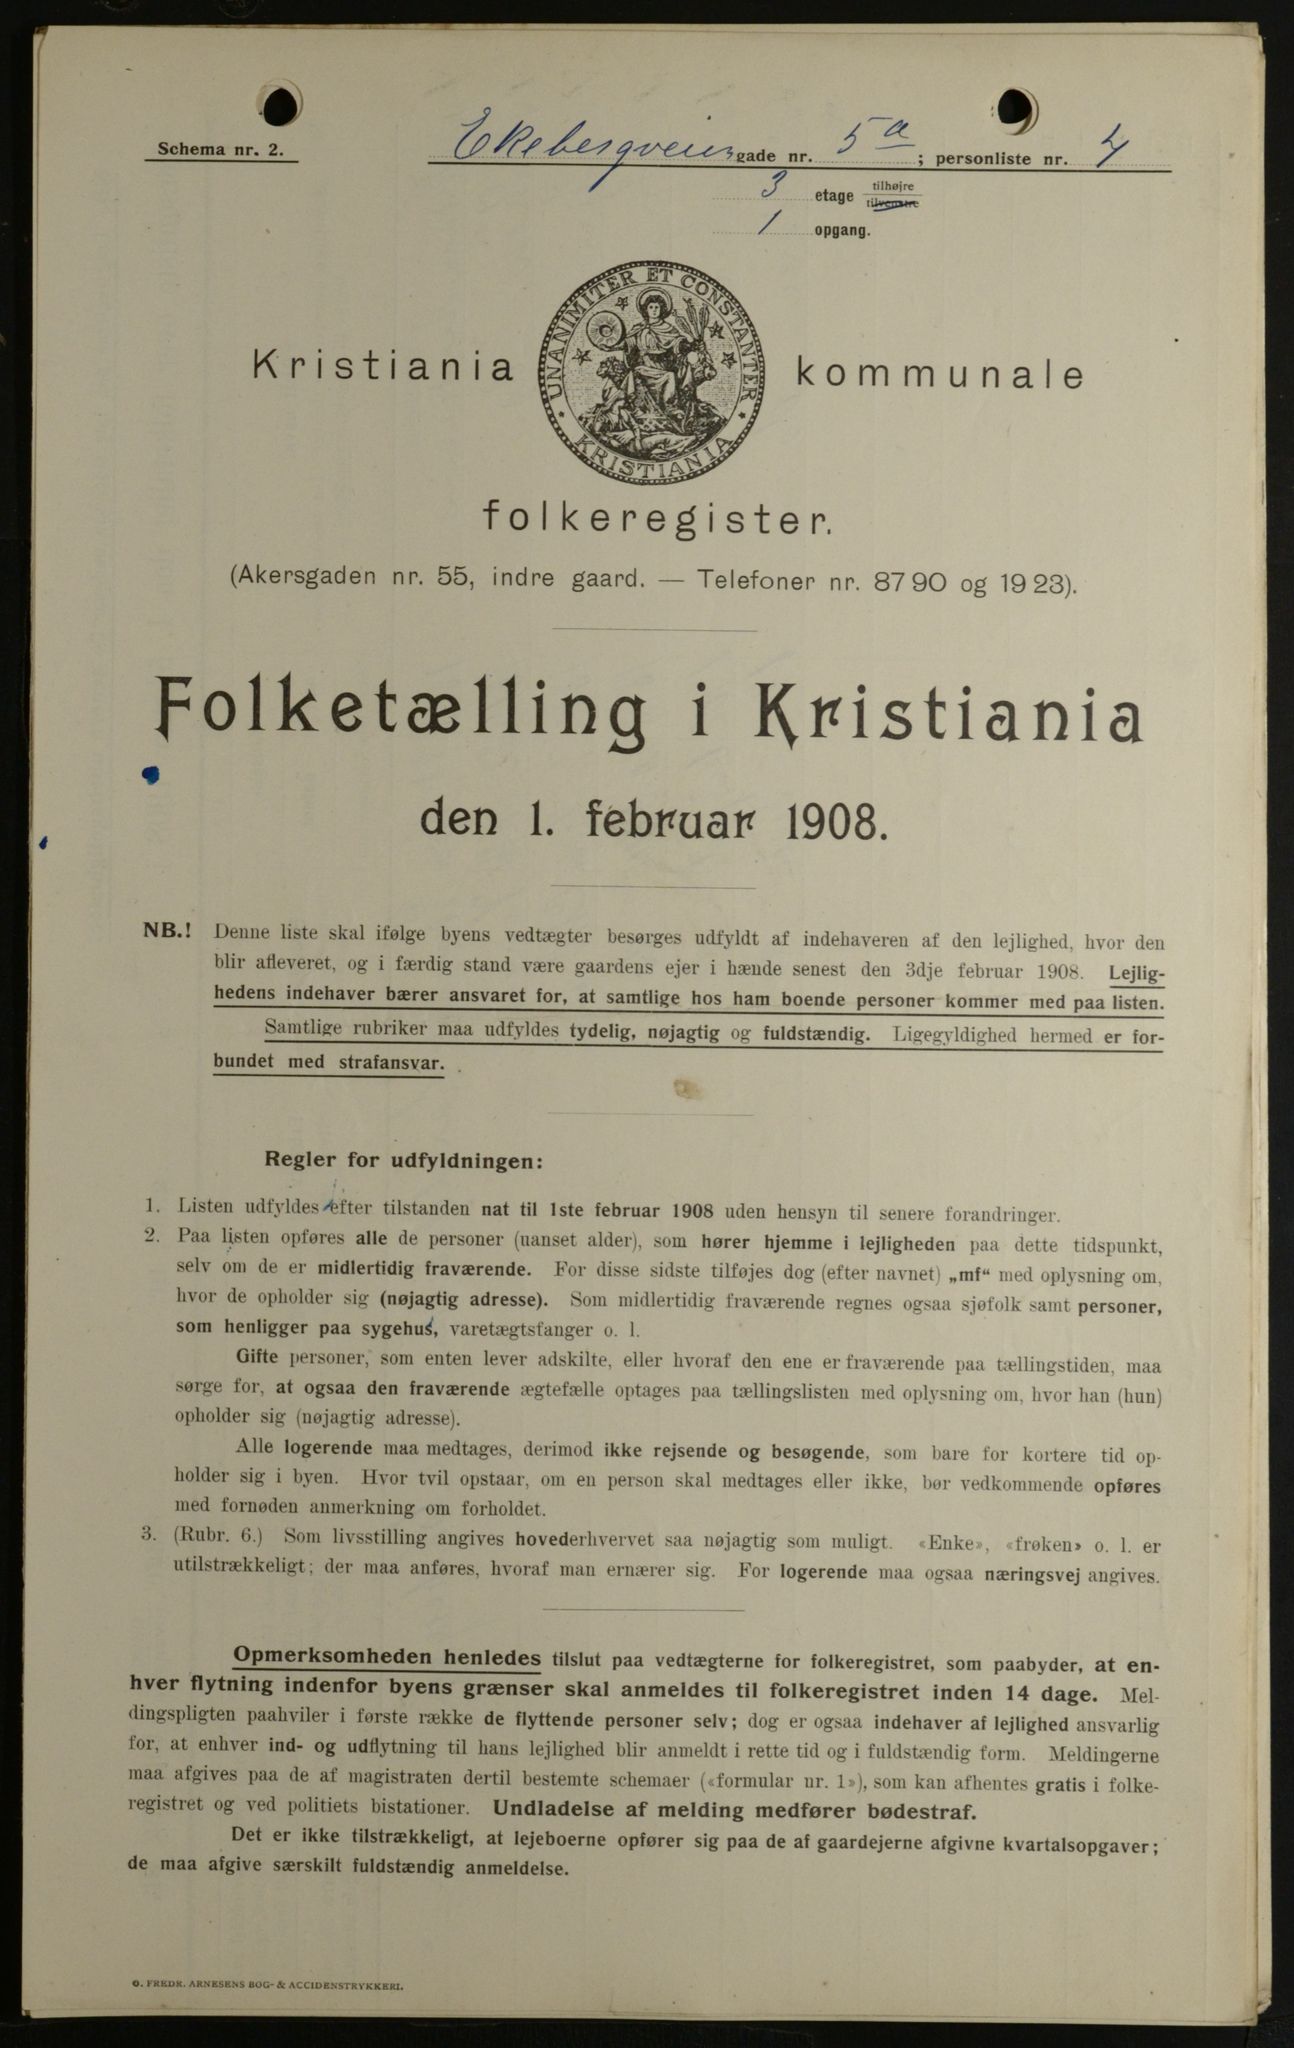 Schema nr. 2.
Ekebergveien gade nr. 5a; personliste nr. 4
3 etage tilhøjre
tilvenstre
1 opgang.
UNANIMITER ET CONSTANTER
KRISTIANIA
Kristiania kommunale
folkeregister.
(Akersgaden nr. 55, indre gaard. — Telefoner nr. 8790 og 1923).
Folketælling i Kristiania
den 1. februar 1908.
NB.! Denne liste skal ifølge byens vedtægter besørges udfyldt af indehaveren af den lejlighed, hvor den
blir afleveret, og i færdig stand være gaardens ejer i hænde senest den 3dje februar 1908. Lejlig-
hedens indehaver bærer ansvaret for, at samtlige hos ham boende personer kommer med paa listen.
Samtlige rubriker maa udfyldes tydelig, nøjagtig og fuldstændig. Ligegyldighed hermed er for-
bundet med strafansvar.
Regler for udfyldningen:
1. Listen udfyldes efter tilstanden nat til 1ste februar 1908 uden hensyn til senere forandringer.
2. Paa listen opføres alle de personer (uanset alder), som hører hjemme i lejligheden paa dette tidspunkt,
selv om de er midlertidig fraværende. For disse sidste tilføjes dog (efter navnet) „mf“ med oplysning om,
hvor de opholder sig (nøjagtig adresse). Som midlertidig fraværende regnes ogsaa sjøfolk samt personer,
som henligger paa sygehus, varetægtsfanger o. l.
Gifte personer, som enten lever adskilte, eller hvoraf den ene er fraværende paa tællingstiden, maa
sørge for, at ogsaa den fraværende ægtefælle optages paa tællingslisten med oplysning om, hvor han (hun)
opholder sig (nøjagtig adresse).
Alle logerende maa medtages, derimod ikke rejsende og besøgende, som bare for kortere tid op-
holder sig i byen. Hvor tvil opstaar, om en person skal medtages eller ikke, bør vedkommende opføres
med fornøden anmerkning om forholdet.
3. (Rubr. 6.) Som livsstilling angives hovederhvervet saa nøjagtig som muligt. «Enke», «frøken» o. l. er
utilstrækkeligt; der maa anføres, hvoraf man ernærer sig. For logerende maa ogsaa næringsvej angives.
Opmerksomheden henledes tilslut paa vedtægterne for folkeregistret, som paabyder, at en-
hver flytning indenfor byens grænser skal anmeldes til folkeregistret inden 14 dage. Mel-
dingspligten paahviler i første række de flyttende personer selv; dog er ogsaa indehaver af lejlighed ansvarlig
for, at enhver ind- og udflytning til hans lejlighed blir anmeldt i rette tid og i fuldstændig form. Meldingerne
maa afgives paa de af magistraten dertil bestemte schemaer («formular nr. 1»), som kan afhentes gratis i folke-
registret og ved politiets bistationer. Undladelse af melding medfører bødestraf.
Det er ikke tilstrækkeligt, at lejeboerne opfører sig paa de af gaardejerne afgivne kvartalsopgaver;
de maa afgive særskilt fuldstændig anmeldelse.
O. FREDR. ARNESENS BOG- & ACCIDENSTRYKKERI.